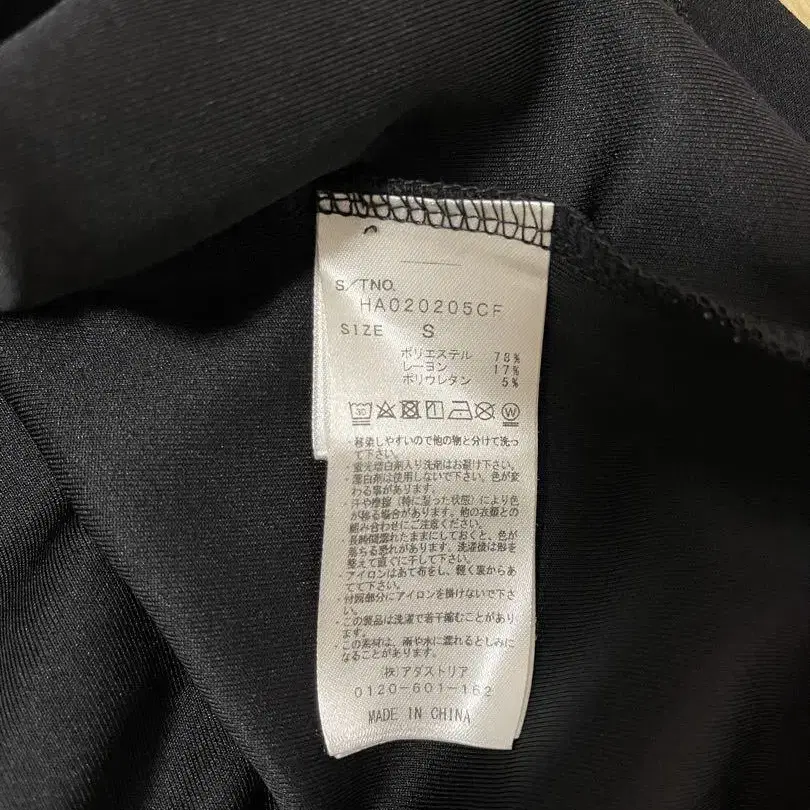 S/TNO.
HA020205CF
SIZE S
ポリエステル 78%
レーヨン 17%
ポリウレタン 5%
30
W
・移染しやすいので他の物と分けて洗っ
て下さい。
・蛍光増白剤入り洗剤はお避け下さい。
・漂白剤は使用しないで下さい。色が変
わる事があります。
・汗や摩擦(特に湿った状態)により色
が移る場合があります。他の衣類との
組み合わせにご注意ください。
・長時間濡れたままにしておくと、色が
落ちる恐れがあります。洗濯後は形を
整えて直ぐに干して下さい。
・アイロンはあて布をし、軽く裏からあ
てて下さい。
・付属部分にアイロンを掛けないで下さ
い。
・この製品は洗濯で若干縮むことがあり
ます。
・この素材は、雨や水に濡れるとしみに
なることがあります。
(株)アダストリア
0120-601-162
MADE IN CHINA